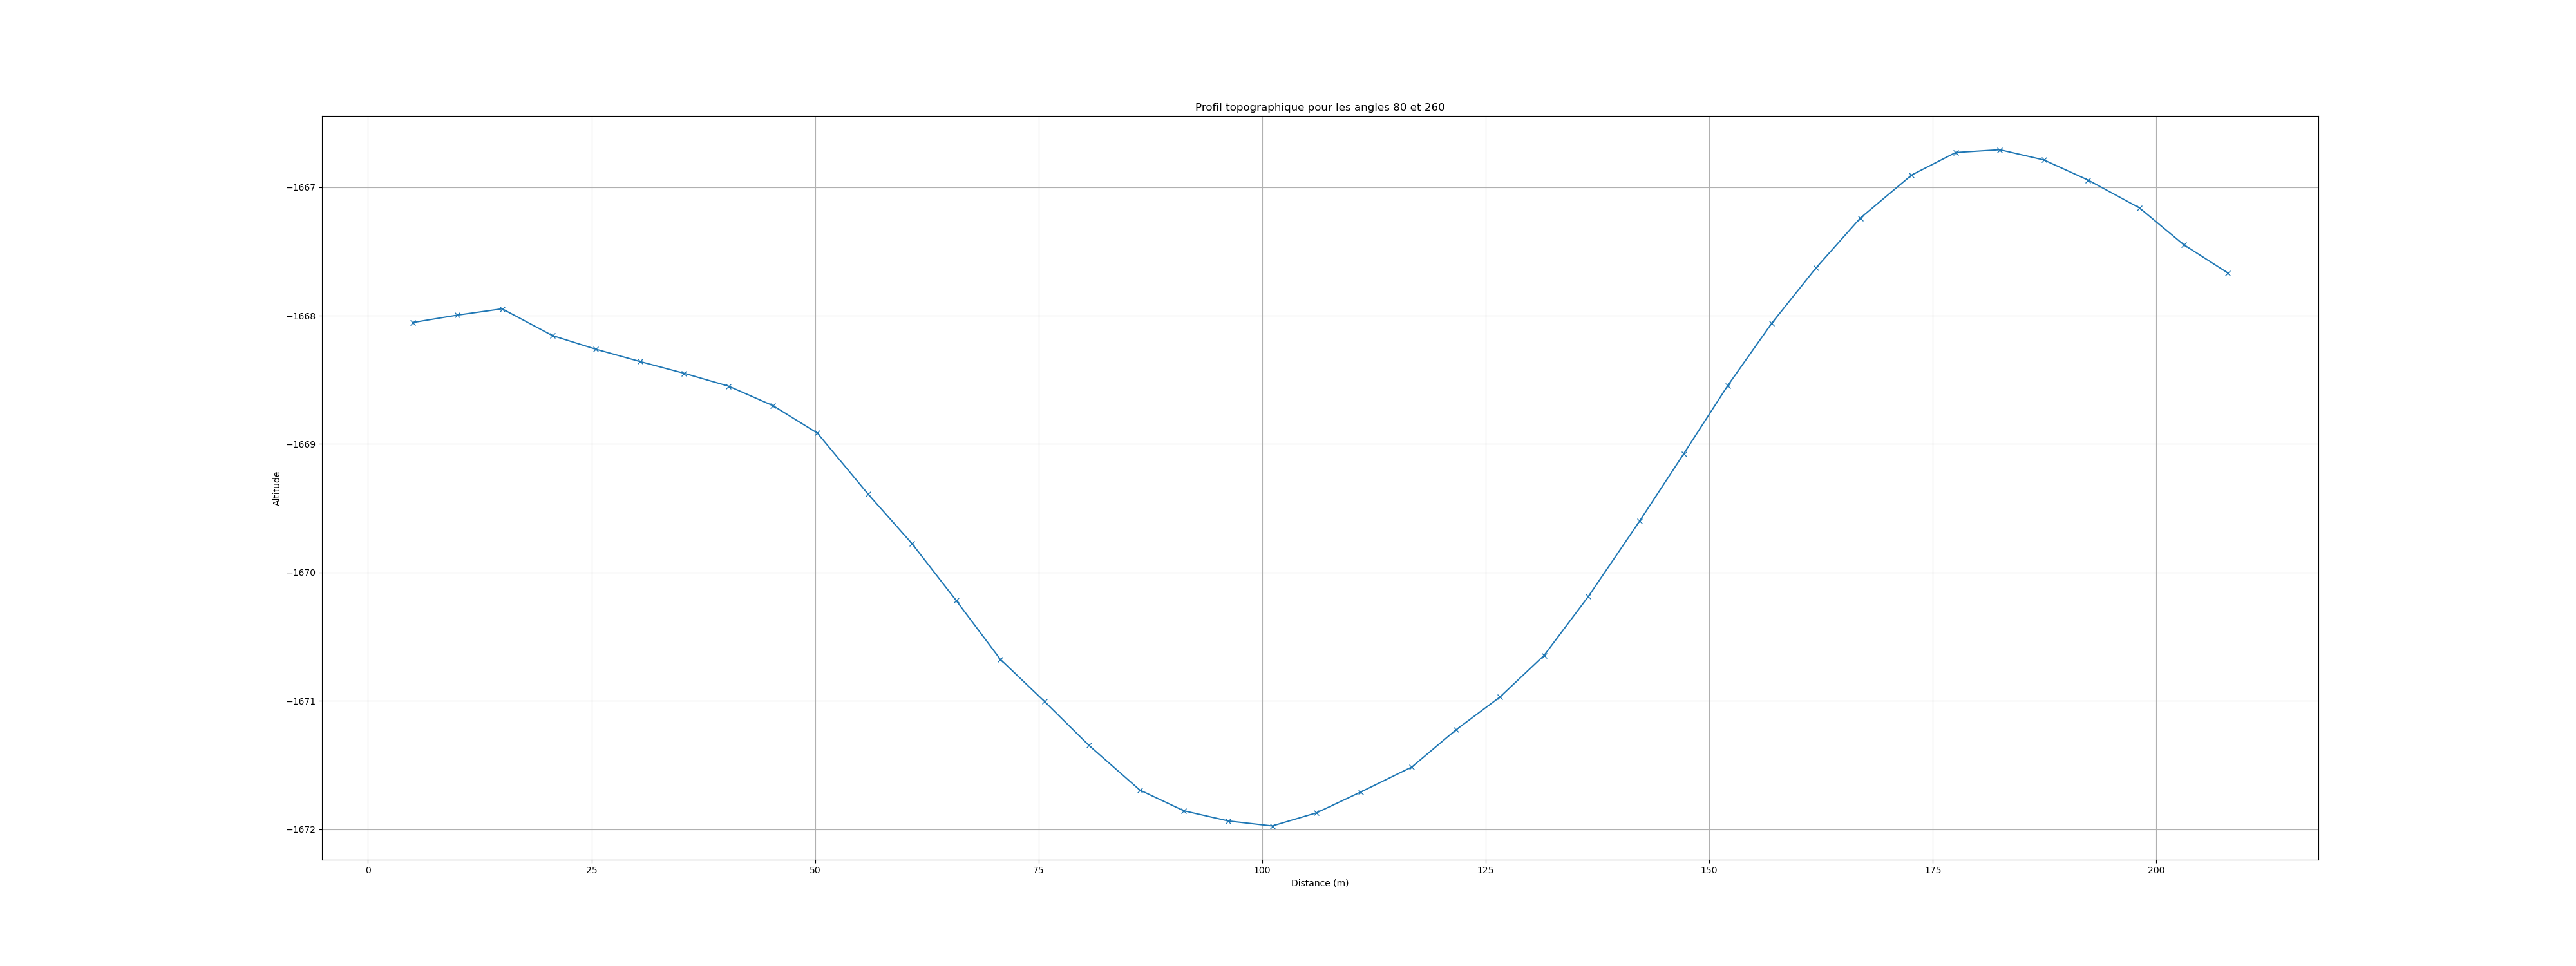 Profil topographique pour les angles 80 et 260
Altitude
−1667
−1668
−1669
−1670
−1671
−1672
0 25 50 75 100 125 150 175 200
Distance (m)